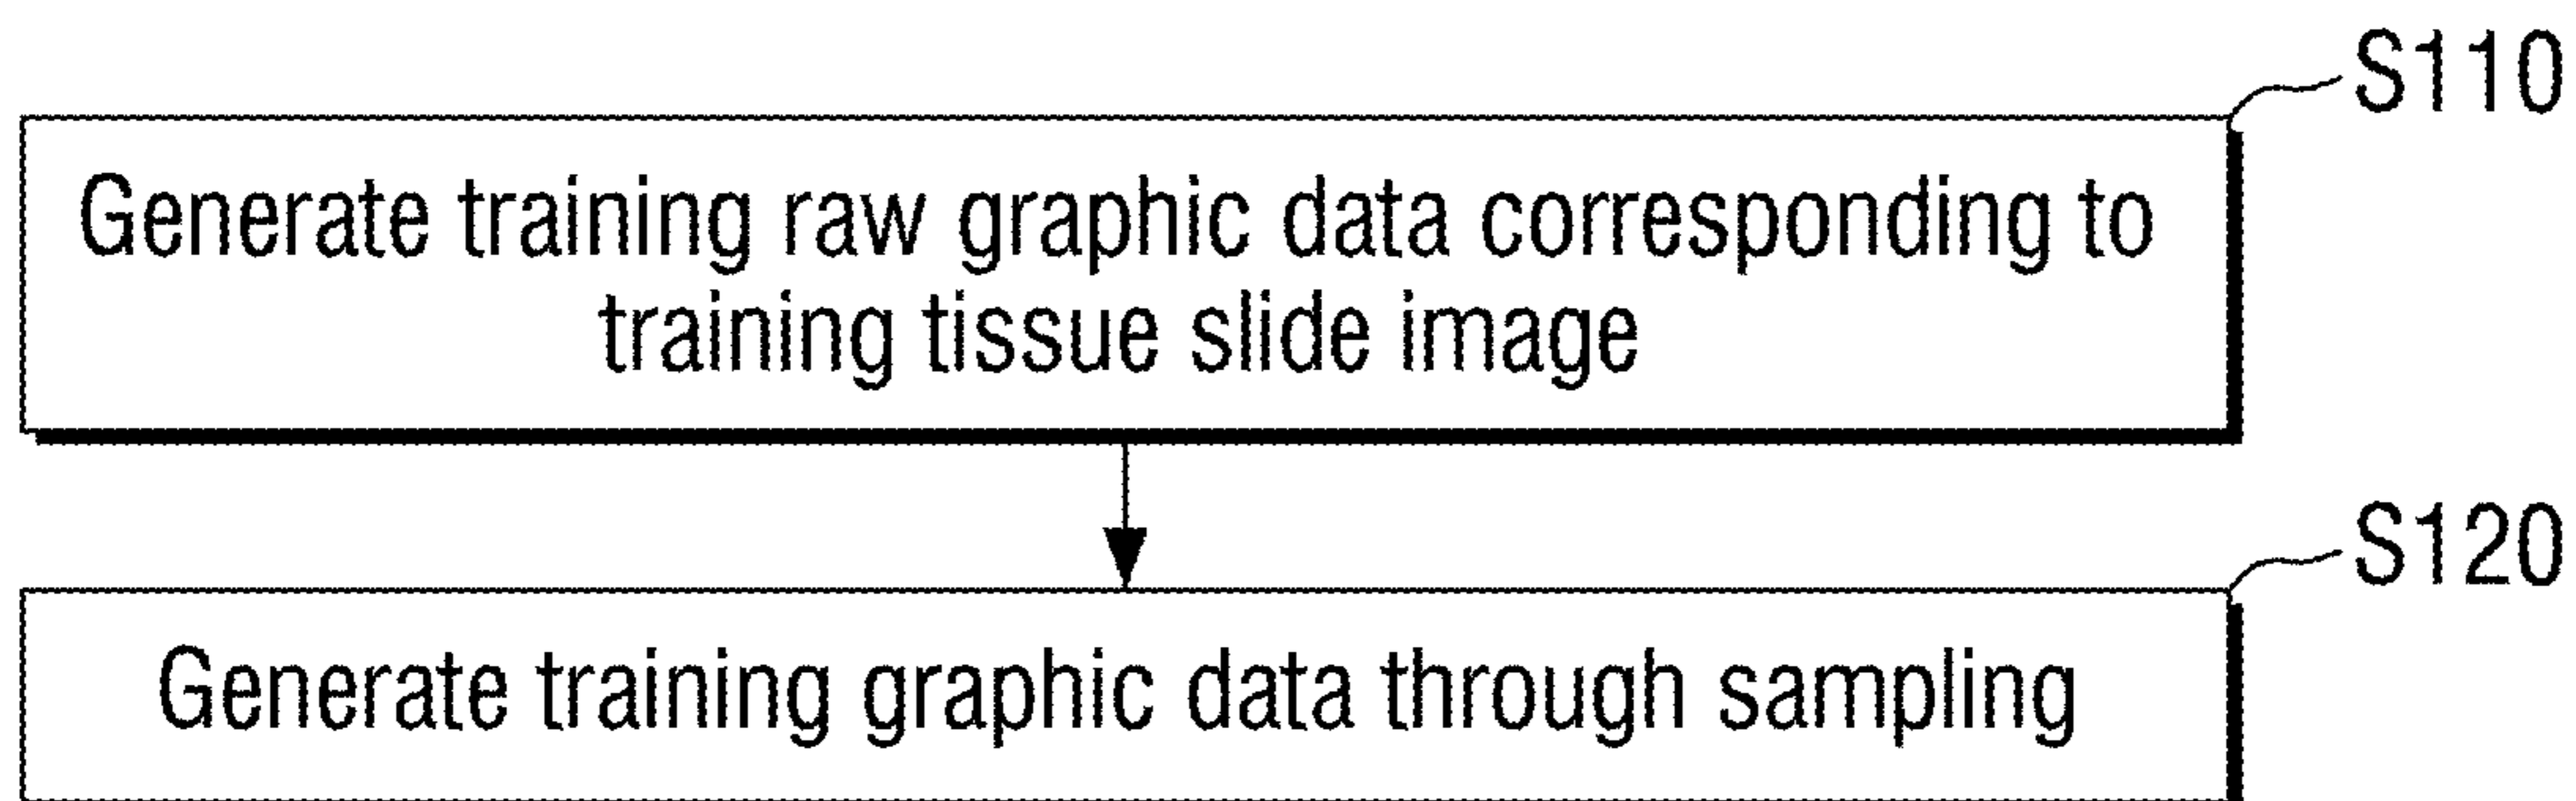 S110
Generate training raw graphic data corresponding to
training tissue slide image
S120
Generate training graphic data through sampling